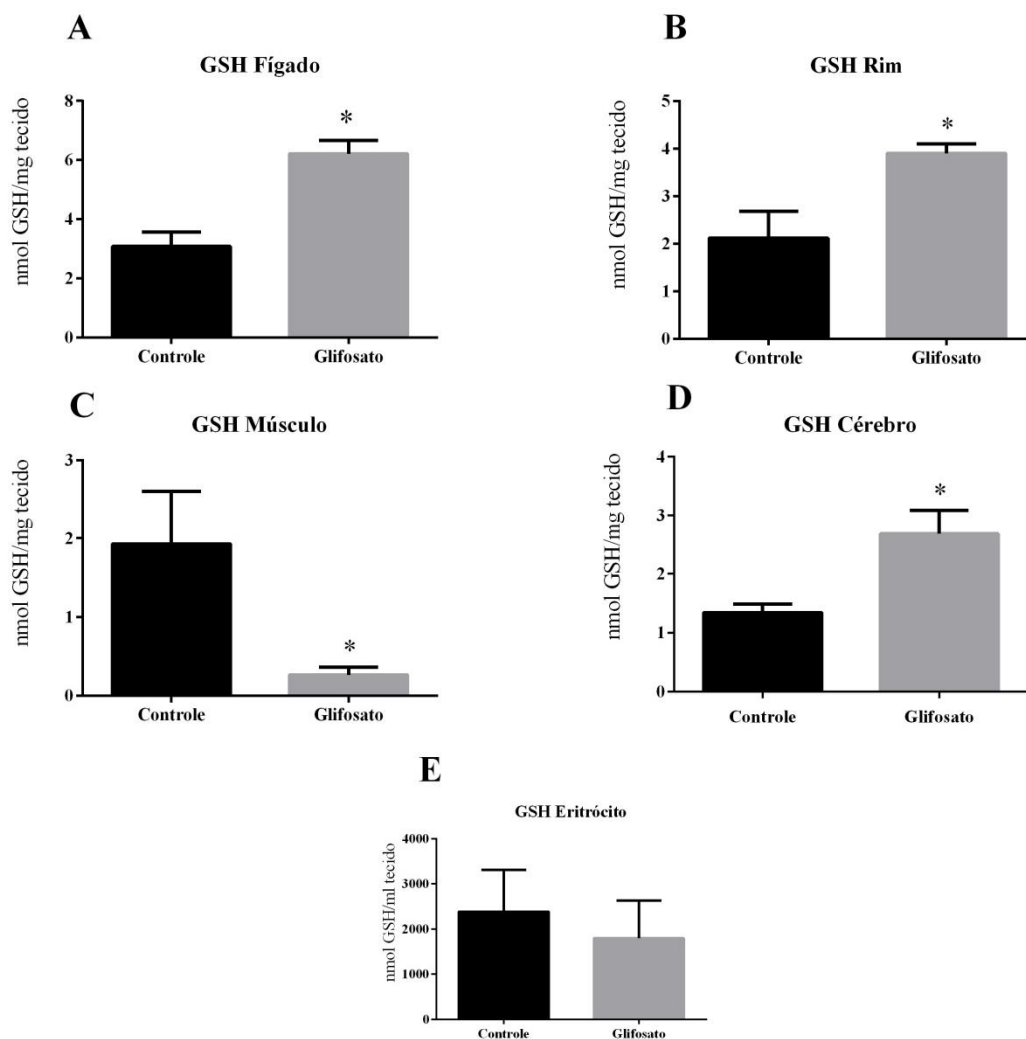 A
GSH Fígado
nmol GSH/mg tecido
8
6
4
2
0
*
Controle
Glifosato
B
GSH Rim
nmol GSH/mg tecido
5
4
3
2
1
0
*
Controle
Glifosato
C
GSH Músculo
nmol GSH/mg tecido
3
2
1
0
*
Controle
Glifosato
D
GSH Cérebro
nmol GSH/mg tecido
4
3
2
1
0
*
Controle
Glifosato
E
GSH Eritrócito
nmol GSH/ml tecido
4000
3000
2000
1000
0
Controle
Glifosato